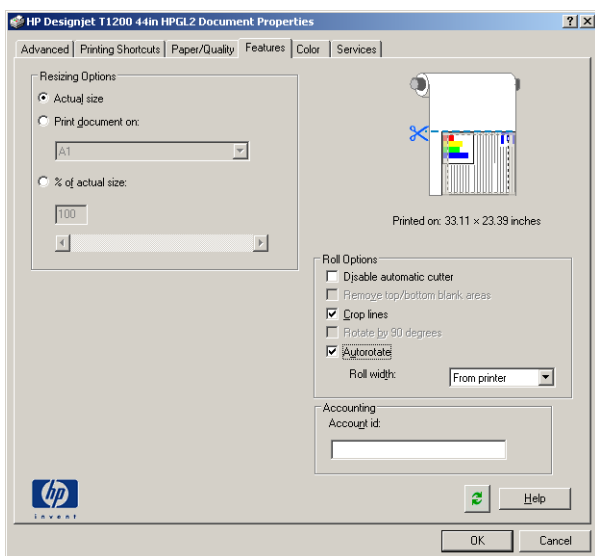 HP Designjet T1200 44in HPGL2 Document Properties
Advanced Printing Shortcuts Paper/Quality Features Color Services
Resizing Options
Actual size
Print document on:
A1
% of actual size:
100
Printed on: 33.11 × 23.39 inches
Roll Options
Disable automatic cutter
Remove top/bottom blank areas
Crop lines
Rotate by 90 degrees
Autorotate
Roll width: From printer
Accounting
Account id:
hp
invent
Help
OK Cancel